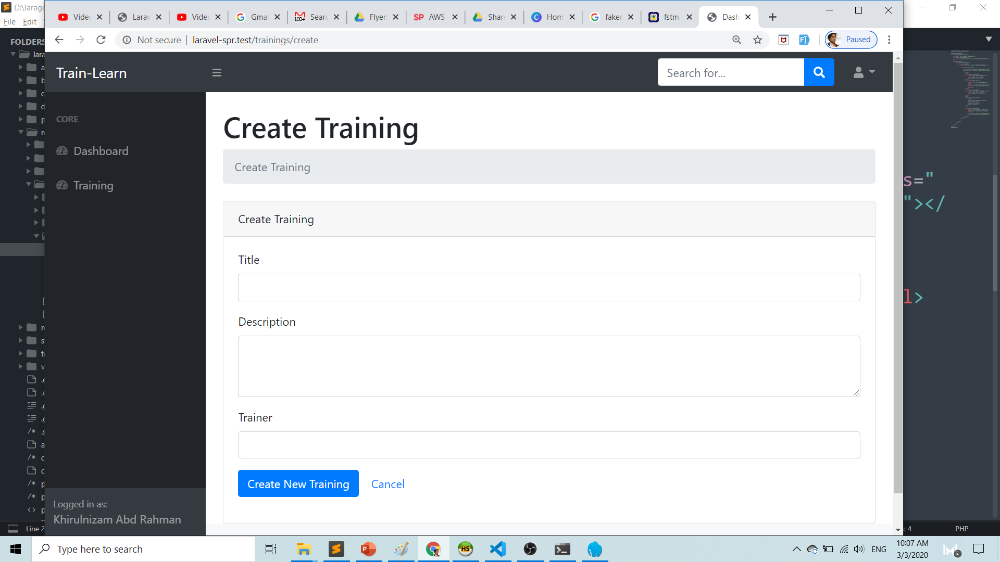 D:\larag
File Edit
FOLDERS
lara
Vide
Larav
Vide
Gmai
Searc
Flyer
AWS
Share
Hom
faker
fstm
Dash
Not secure
laravel-spr.test/trainings/create
Paused
Train-Learn
Search for...
CORE
Dashboard
Training
Create Training
Create Training
Create Training
Title
Description
Trainer
Create New Training
Cancel
Logged in as:
Khirulnizam Abd Rahman
s="
"></
l>
Line 2
: 4
PHP
Type here to search
ENG
10:07 AM
3/3/2020
2